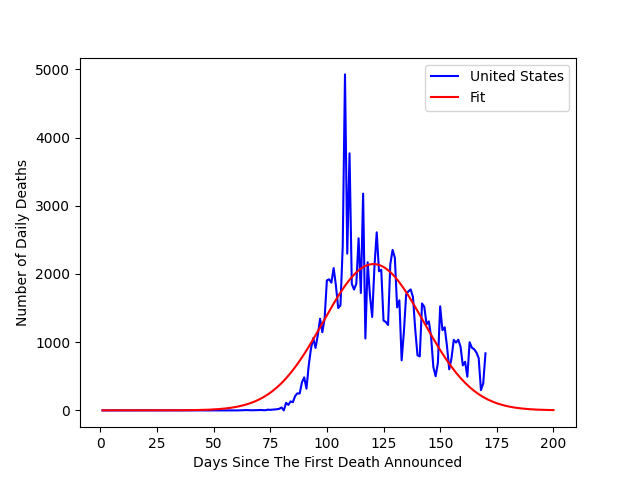 United States
Fit
5000
4000
3000
2000
1000
0
Number of Daily Deaths
0 25 50 75 100 125 150 175 200
Days Since The First Death Announced